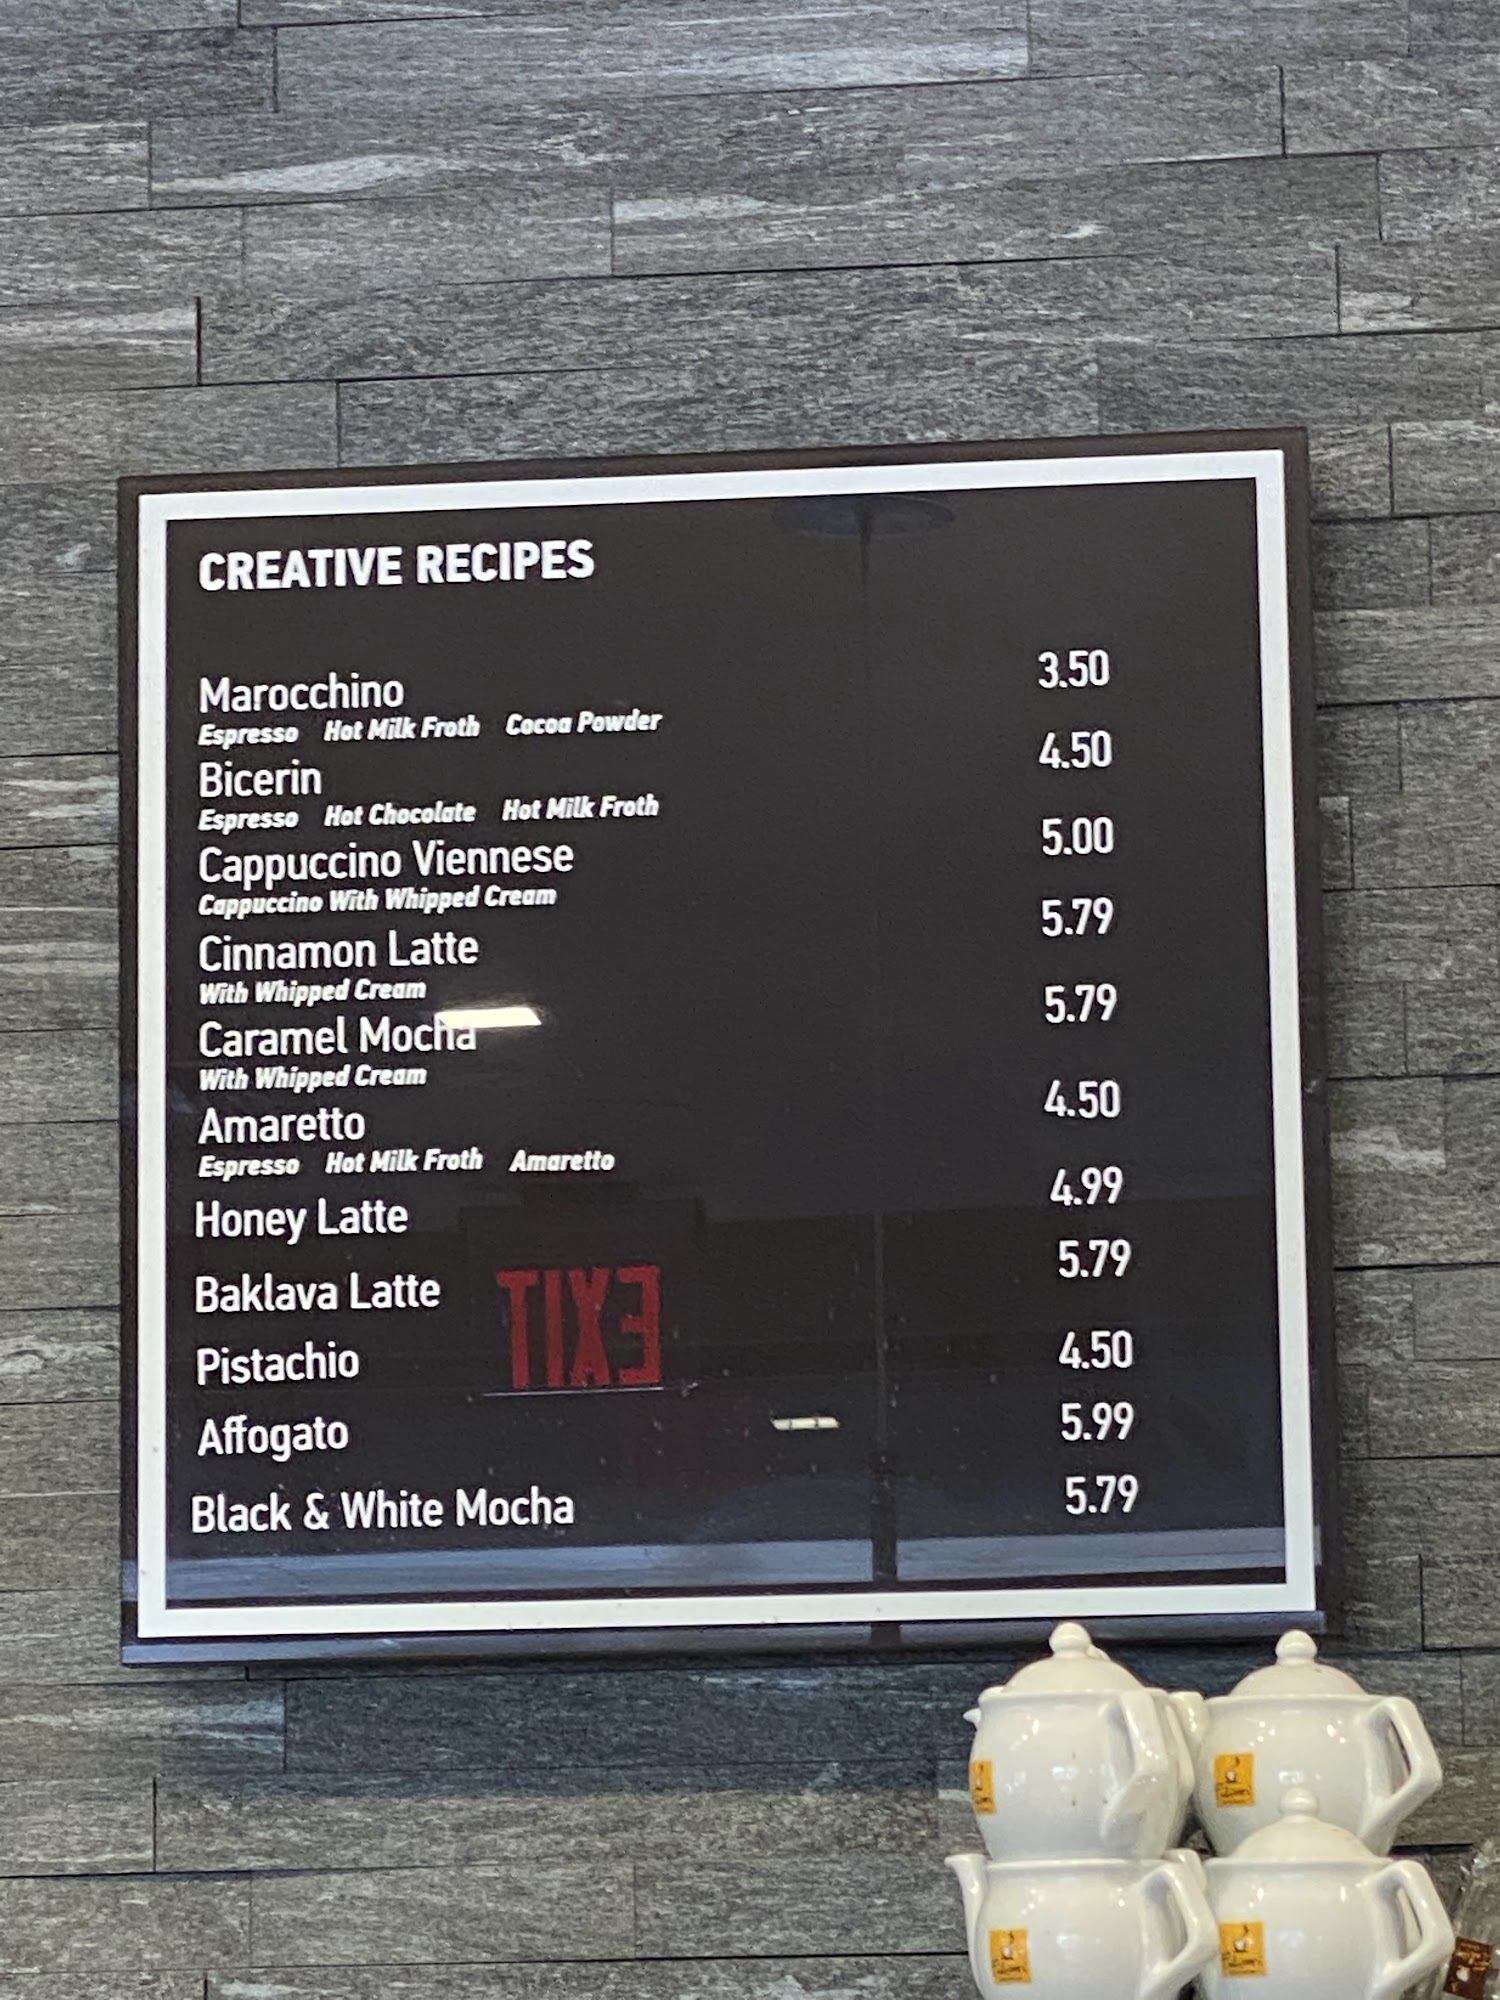 CREATIVE RECIPES
Marocchino 3.50
Espresso Hot Milk Froth Cocoa Powder
Bicerin 4.50
Espresso Hot Chocolate Hot Milk Froth
Cappuccino Viennese 5.00
Cappuccino With Whipped Cream
Cinnamon Latte 5.79
With Whipped Cream
Caramel Mocha 5.79
With Whipped Cream
Amaretto 4.50
Espresso Hot Milk Froth Amaretto
Honey Latte 4.99
Baklava Latte 5.79
EXIT
Pistachio 4.50
Affogato 5.99
Black & White Mocha 5.79